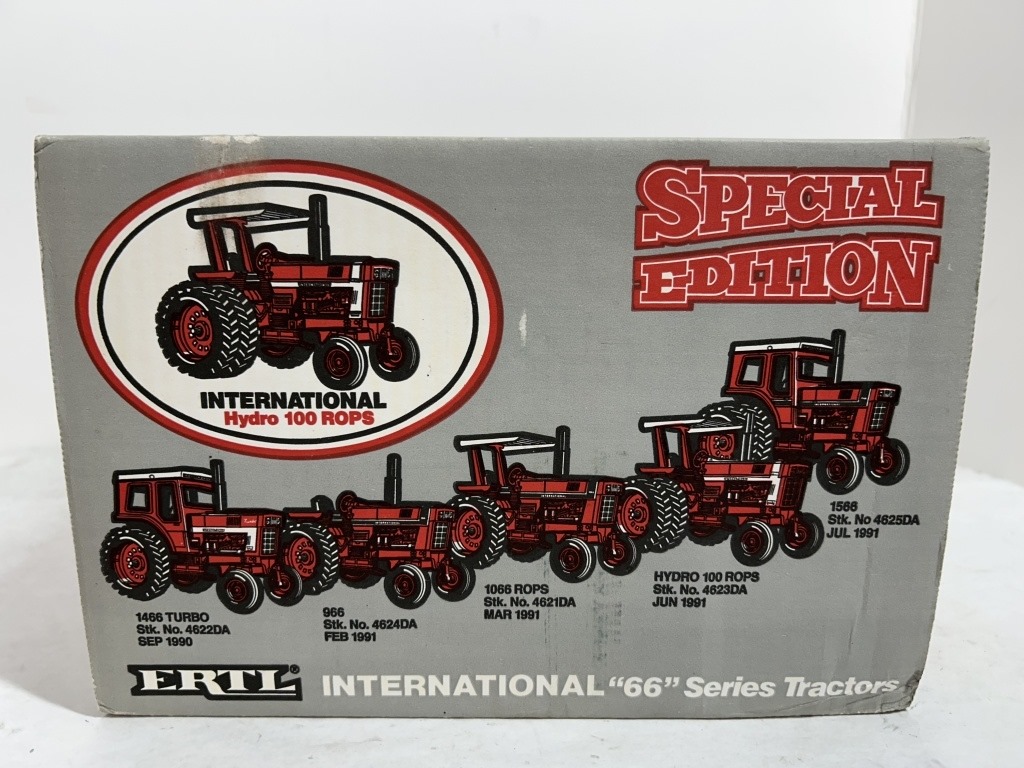 SPECIAL
EDITION
INTERNATIONAL
Hydro 100 ROPS
1466 TURBO
Stk. No. 4622DA
SEP 1990
966
Stk. No. 4624DA
FEB 1991
1066 ROPS
Stk. No. 4621DA
MAR 1991
HYDRO 100 ROPS
Stk. No. 4623DA
JUN 1991
1566
Stk. No 4625DA
JUL 1991
ERTL®
INTERNATIONAL "66" Series Tractors